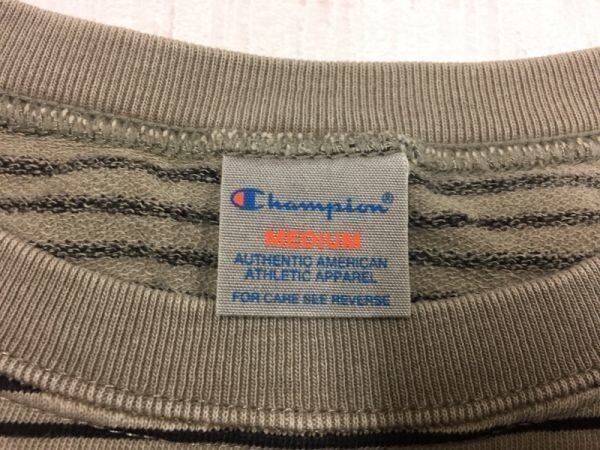 Champion®
MEDIUM
AUTHENTIC AMERICAN
ATHLETIC APPAREL
FOR CARE SEE REVERSE